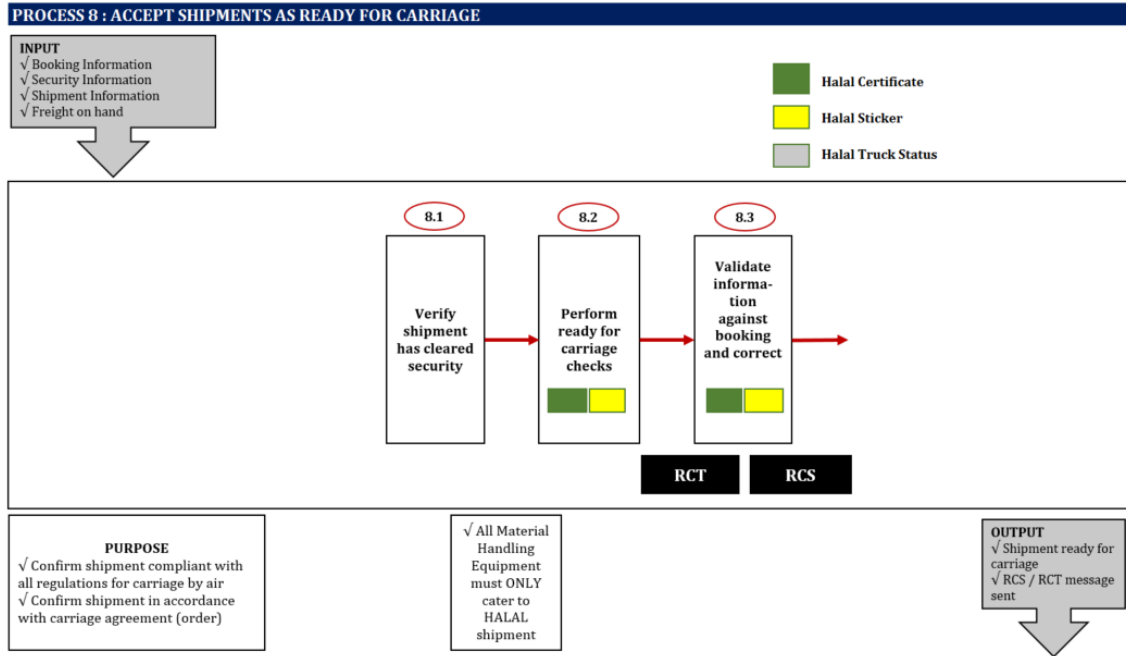 PROCESS 8 : ACCEPT SHIPMENTS AS READY FOR CARRIAGE
INPUT
√ Booking Information
√ Security Information
√ Shipment Information
√ Freight on hand
Halal Certificate
Halal Sticker
Halal Truck Status
8.1
Verify
shipment
has cleared
security
8.2
Perform
ready for
carriage
checks
8.3
Validate
informa-
tion
against
booking
and correct
RCT
RCS
PURPOSE
√ Confirm shipment compliant with
all regulations for carriage by air
√ Confirm shipment in accordance
with carriage agreement (order)
√ All Material
Handling
Equipment
must ONLY
cater to
HALAL
shipment
OUTPUT
√ Shipment ready for
carriage
√ RCS / RCT message
sent